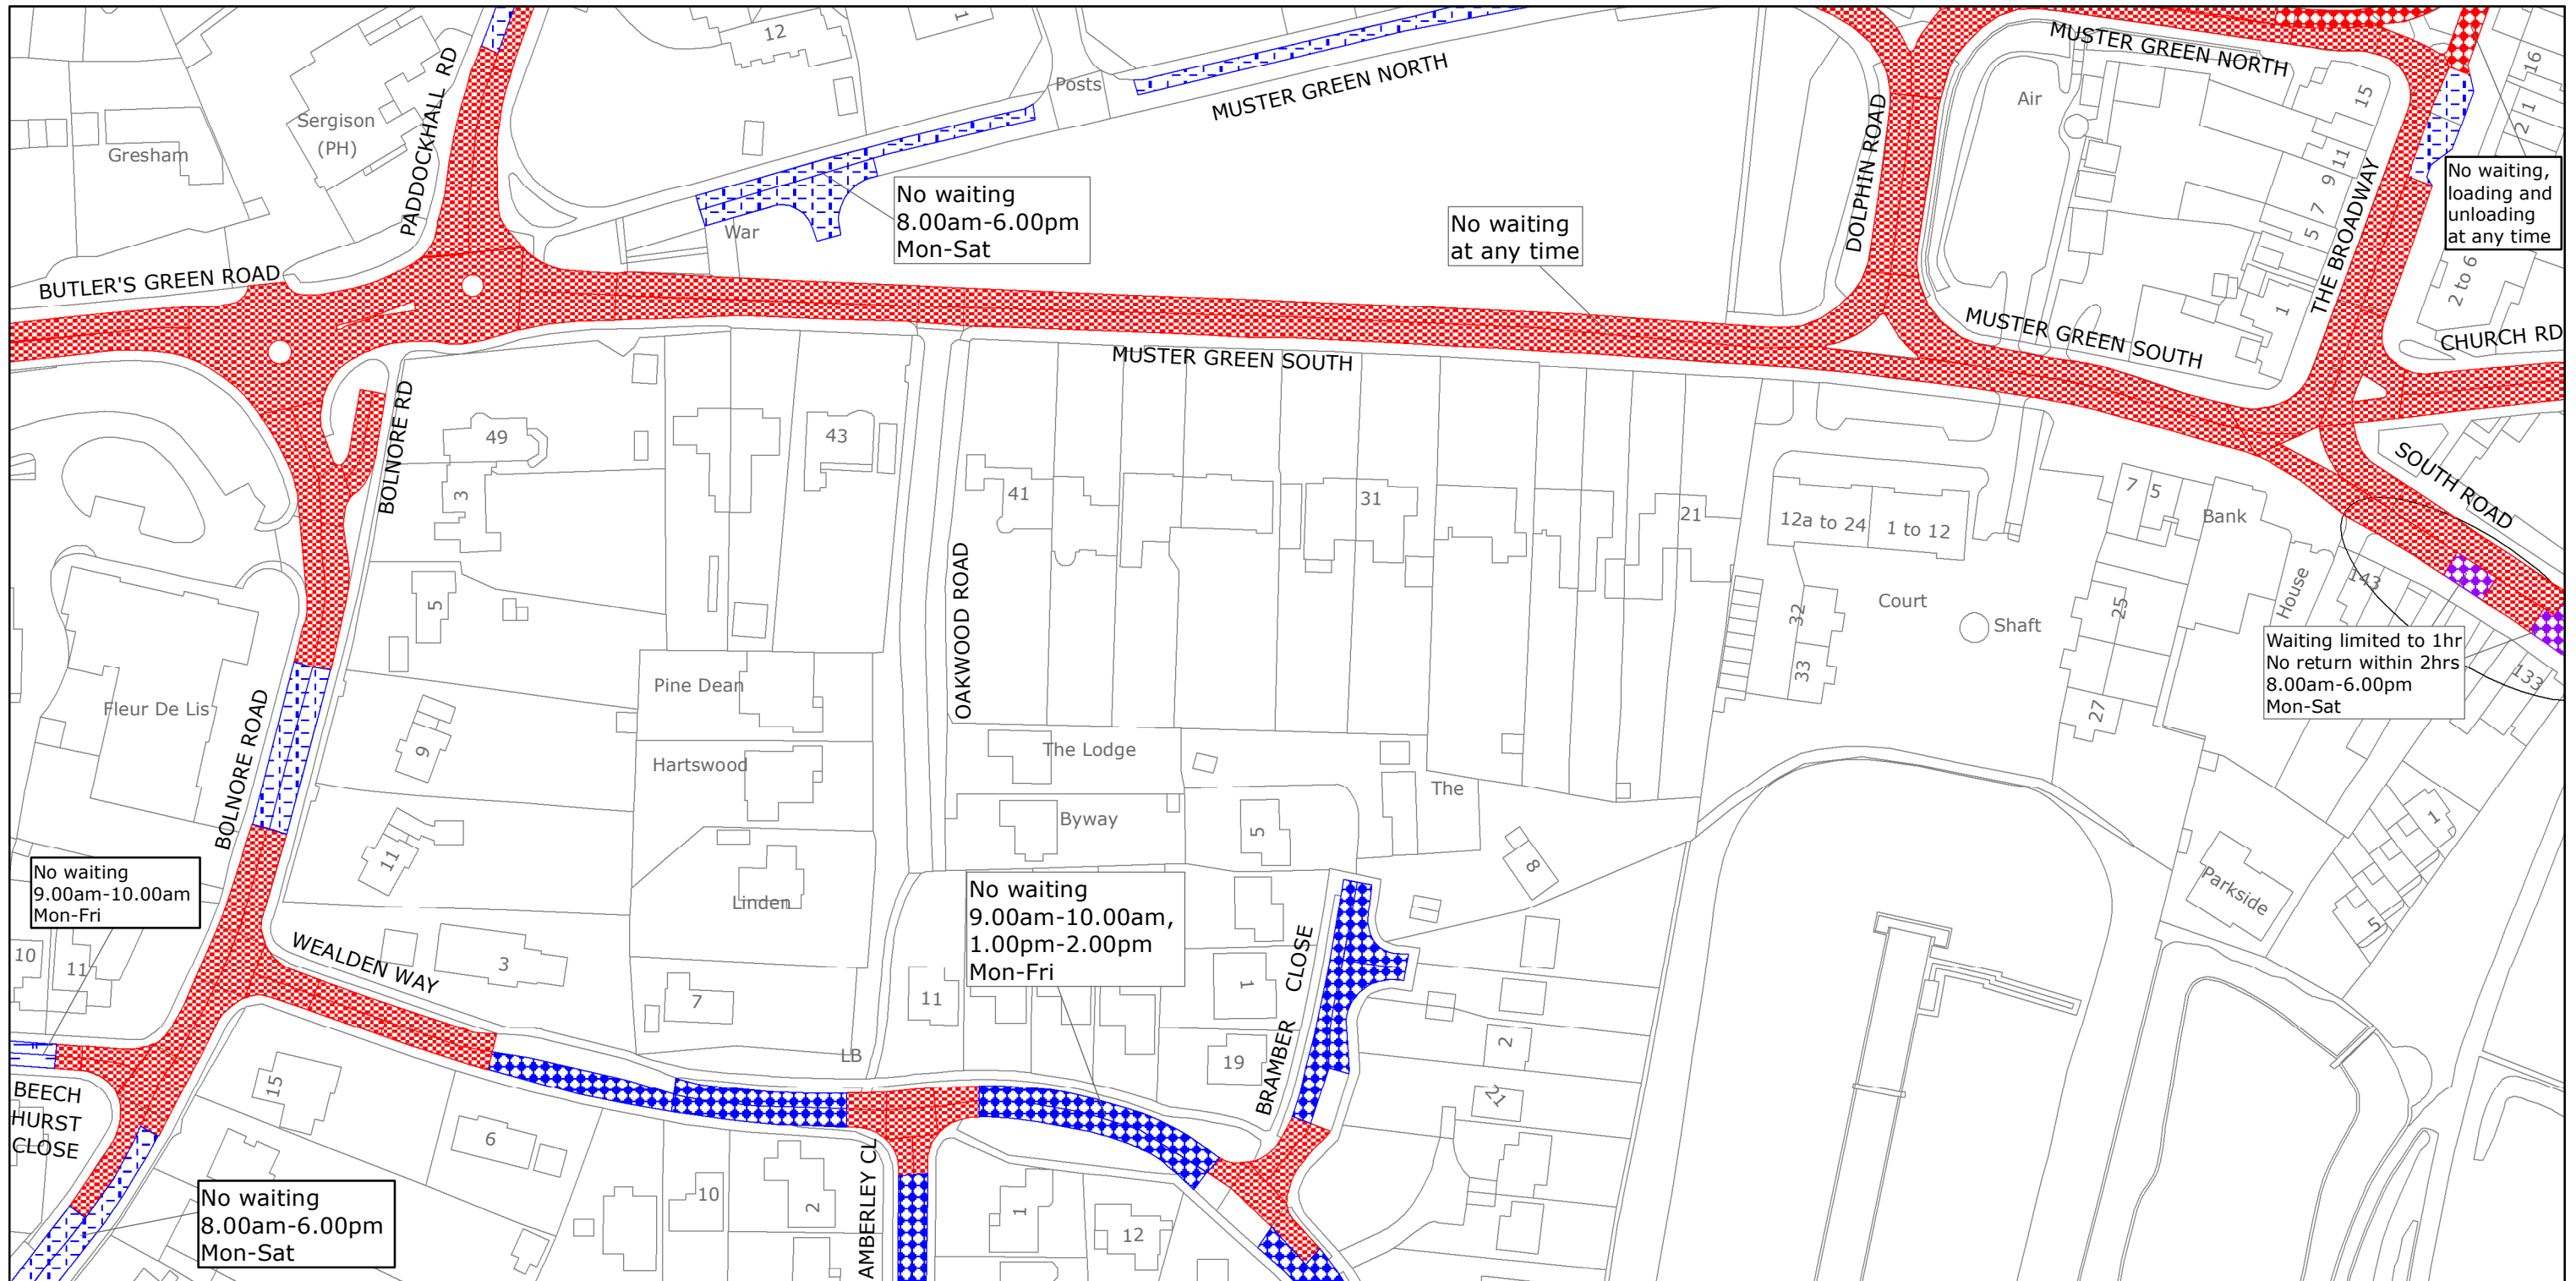 12
1
MUSTER GREEN NORTH
16
PADDOCKHALL RD
Posts
MUSTER GREEN NORTH
Air
15
2 1
Sergison
(PH)
Gresham
DOLPHIN ROAD
9 11
5 7
No waiting,
loading and
unloading
at any time
No waiting
8.00am-6.00pm
Mon-Sat
War
No waiting
at any time
THE BROADWAY
2 to 6
1
BUTLER'S GREEN ROAD
MUSTER GREEN SOUTH
CHURCH RD
MUSTER GREEN SOUTH
BOLNORE RD
49
43
3
41
31
21
12a to 24
1 to 12
7 5
Bank
SOUTH ROAD
OAKWOOD ROAD
5
32
33
Court
Shaft
25
House
143
Waiting limited to 1hr
No return within 2hrs
8.00am-6.00pm
Mon-Sat
133
27
Fleur De Lis
BOLNORE ROAD
Pine Dean
9
Hartswood
The Lodge
The
Byway
5
8
1
11
Linden
Parkside
5
No waiting
9.00am-10.00am
Mon-Fri
No waiting
9.00am-10.00am,
1.00pm-2.00pm
Mon-Fri
10
11
WEALDEN WAY
3
7
11
1
BRAMBER CLOSE
2
19
21
LB
BEECH
HURST
CLOSE
15
6
10
2
AMBERLEY CL
1
12
No waiting
8.00am-6.00pm
Mon-Sat